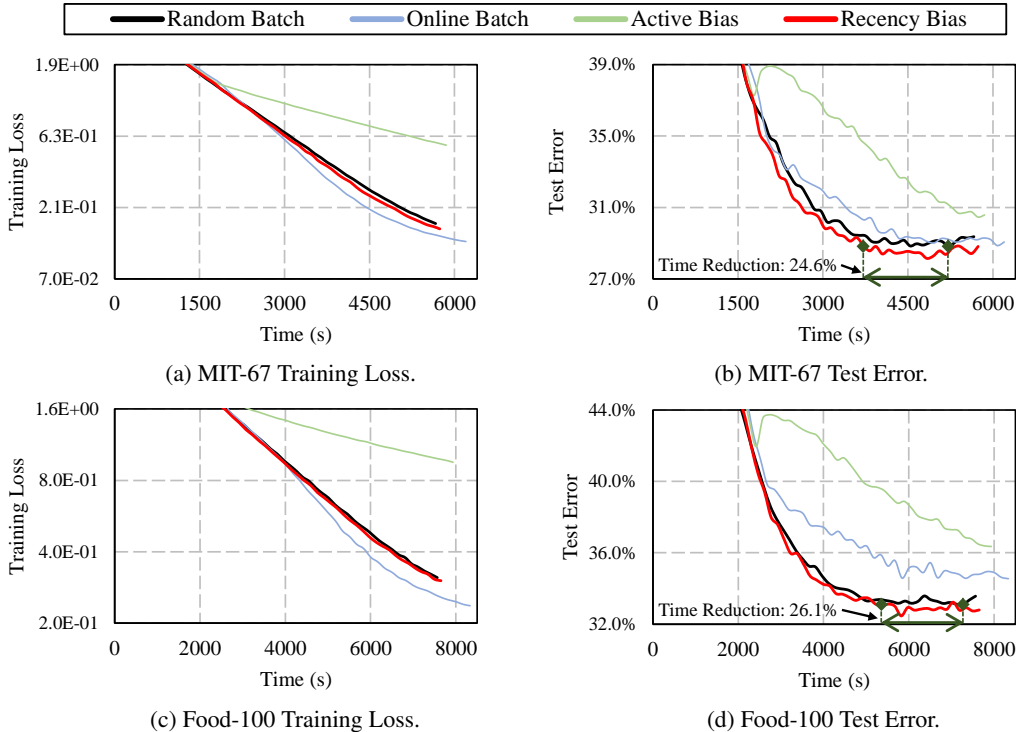 Random Batch Online Batch Active Bias Recency Bias
1.9E+00
6.3E-01
2.1E-01
7.0E-02
Training Loss
0 1500 3000 4500 6000
Time (s)
(a) MIT-67 Training Loss.
39.0%
35.0%
31.0%
27.0%
Test Error
Time Reduction: 24.6%
0 1500 3000 4500 6000
Time (s)
(b) MIT-67 Test Error.
1.6E+00
8.0E-01
4.0E-01
2.0E-01
Training Loss
0 2000 4000 6000 8000
Time (s)
(c) Food-100 Training Loss.
44.0%
40.0%
36.0%
32.0%
Test Error
Time Reduction: 26.1%
0 2000 4000 6000 8000
Time (s)
(d) Food-100 Test Error.